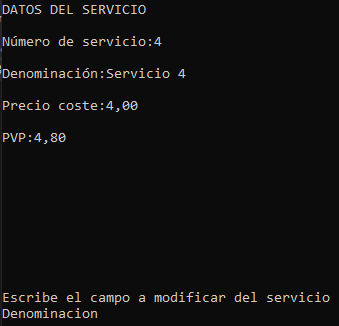 DATOS DEL SERVICIO
Número de servicio:4
Denominación:Servicio 4
Precio coste:4,00
PVP:4,80
Escribe el campo a modificar del servicio
Denominacion